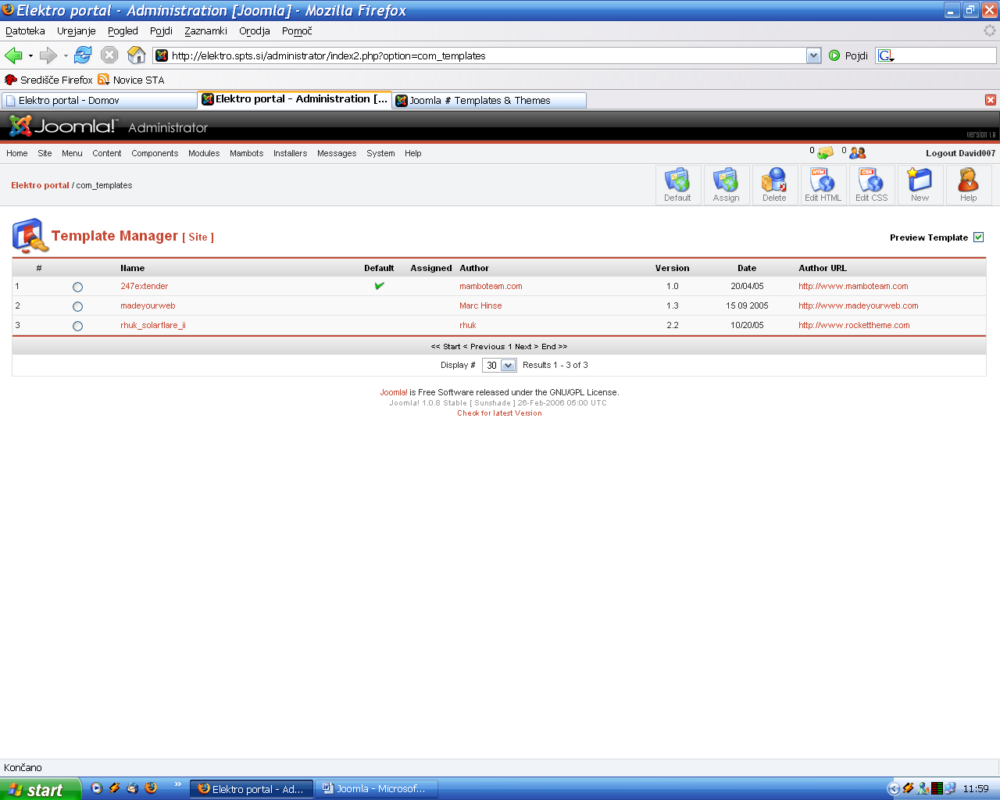 Elektro portal - Administration [Joomla] - Mozilla Firefox
Datoteka Urejanje Pogled Pojdi Zaznamki Orodja Pomoč
http://elektro.spts.si/administrator/index2.php?option=com_templates Pojdi G
Središče Firefox Novice STA
Elektro portal - Domov Elektro portal - Administration [... Joomla # Templates & Themes
Joomla!™ Administrator
version 1.0
Home Site Menu Content Components Modules Mambots Installers Messages System Help 0 0 Logout David007
Elektro portal / com_templates
Default Assign Delete Edit HTML Edit CSS New Help
Template Manager [ Site ] Preview Template
# Name Default Assigned Author Version Date Author URL
1 247extender mamboteam.com 1.0 20/04/05 http://www.mamboteam.com
2 madeyourweb Marc Hinse 1.3 15 09 2005 http://www.madeyourweb.com
3 rhuk_solarflare_ii rhuk 2.2 10/20/05 http://www.rockettheme.com
<< Start < Previous 1 Next > End >>
Display # 30 Results 1 - 3 of 3
Joomla! is Free Software released under the GNU/GPL License.
Joomla! 1.0.8 Stable [ Sunshade ] 26-Feb-2006 05:00 UTC
Check for latest Version
Končano
start » Elektro portal - Ad... Joomla - Microsof... 11:59